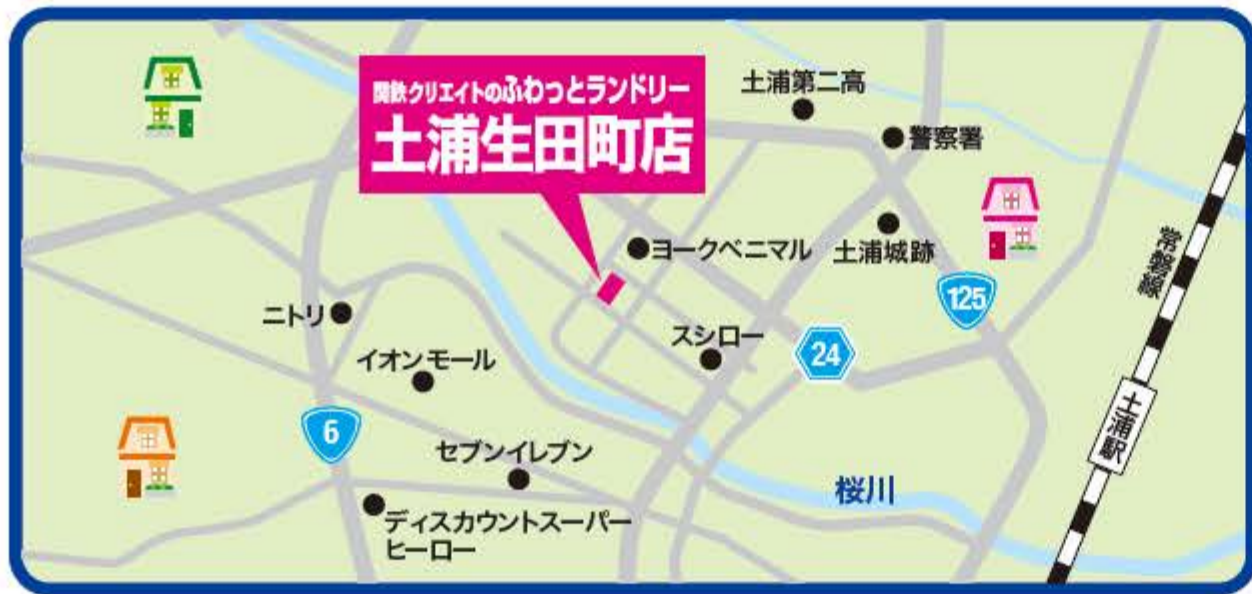 関鉄クリエイトのふわっとランドリー
土浦生田町店
土浦第二高
警察署
ヨークベニマル
土浦城跡
常磐線
125
ニトリ
スシロー
24
イオンモール
土浦駅
6
セブンイレブン
桜川
ディスカウントスーパー
ヒーロー